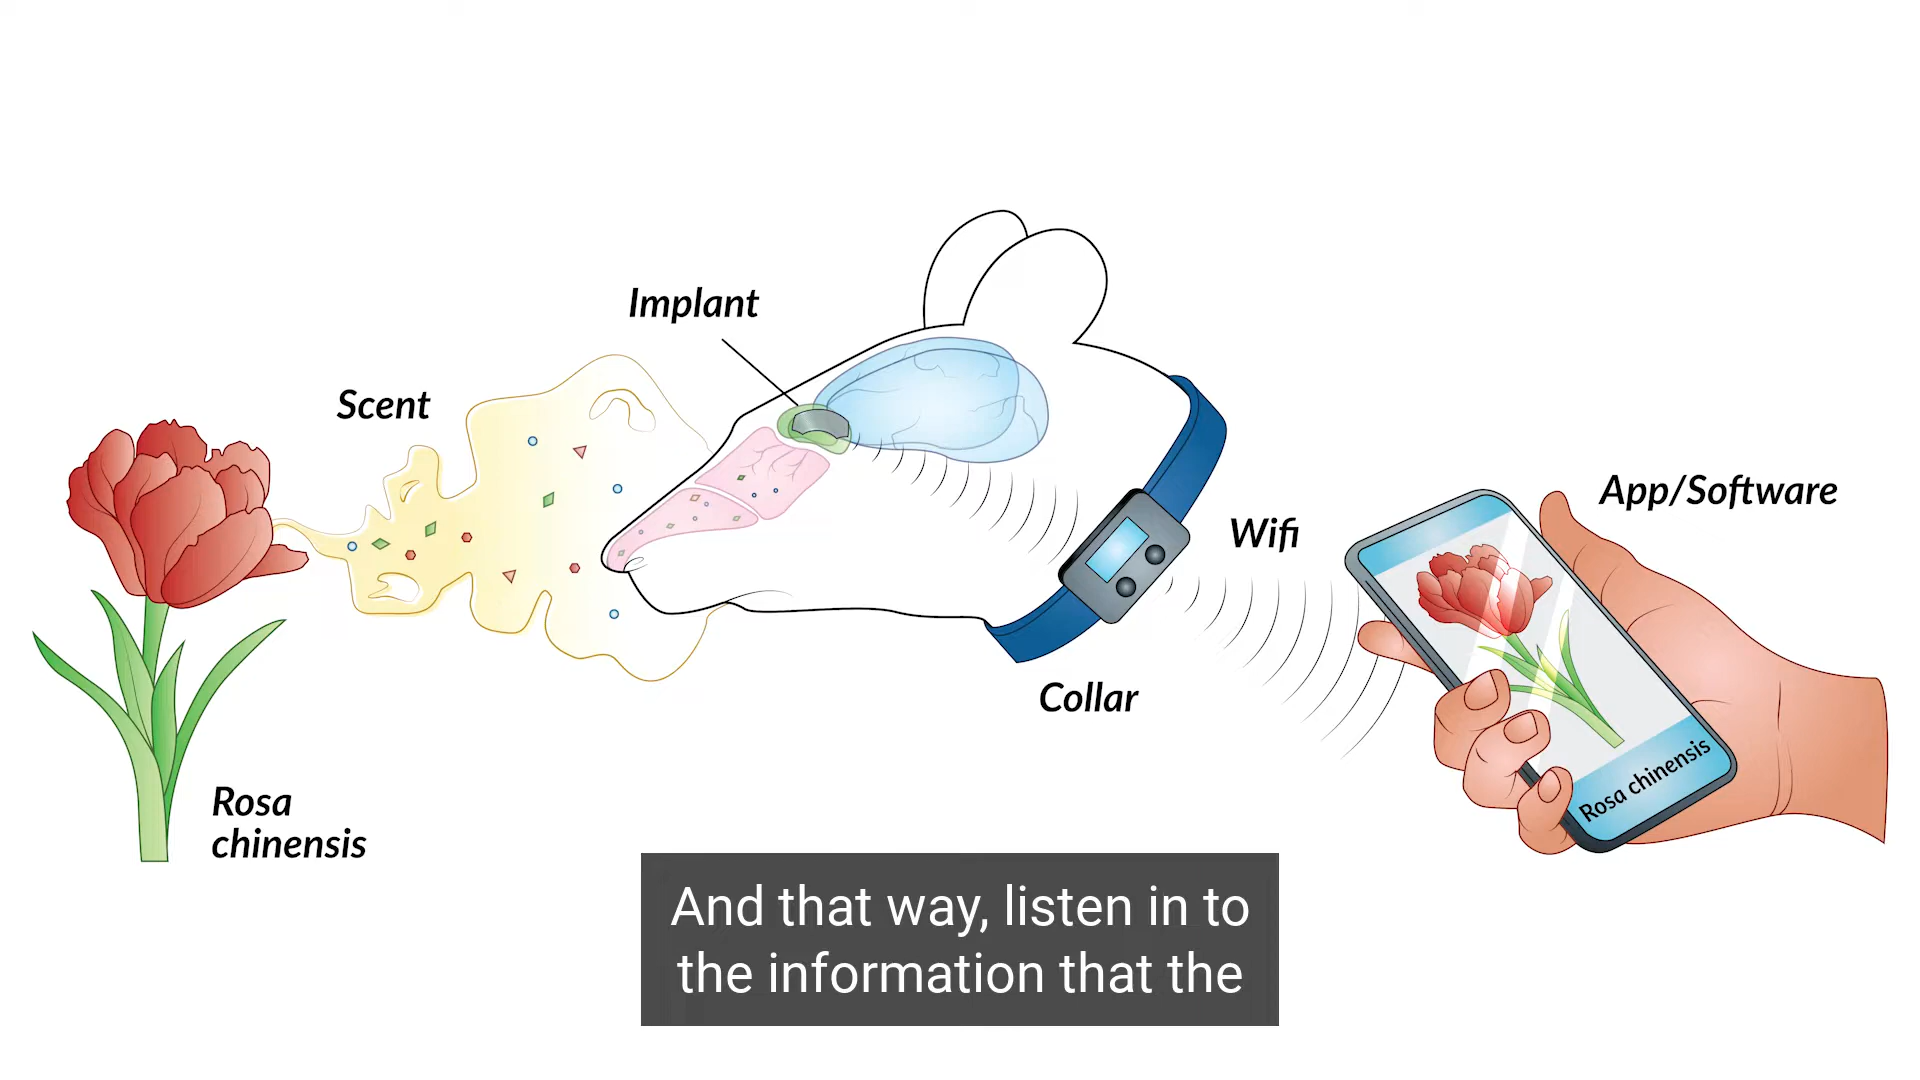 Implant
Scent
App/Software
Wifi
Collar
Rosa
chinensis
Rosa chinensis
And that way, listen in to
the information that the